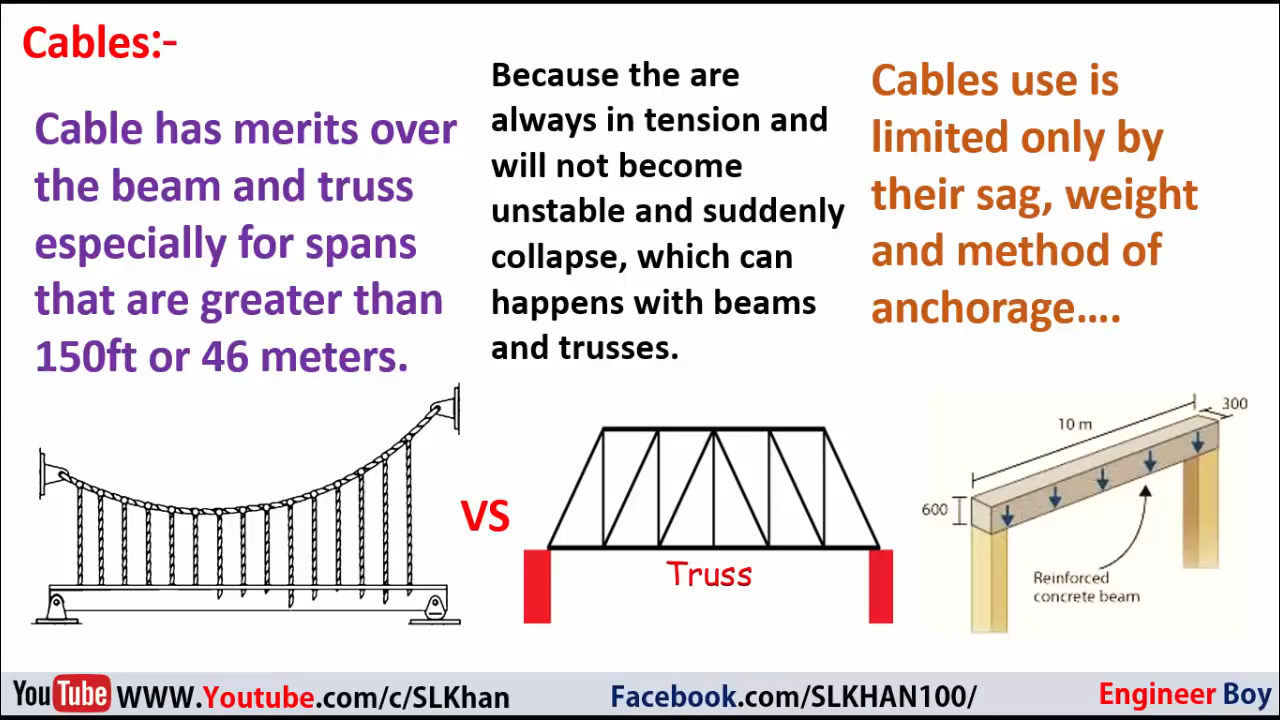 Cables:-
Cable has merits over
the beam and truss
especially for spans
that are greater than
150ft or 46 meters.
Because the are
always in tension and
will not become
unstable and suddenly
collapse, which can
happens with beams
and trusses.
Cables use is
limited only by
their sag, weight
and method of
anchorage....
VS
Truss
10 m
300
600
Reinforced
concrete beam
YouTube WWW.Youtube.com/c/SLKhan
Facebook.com/SLKHAN100/
Engineer Boy